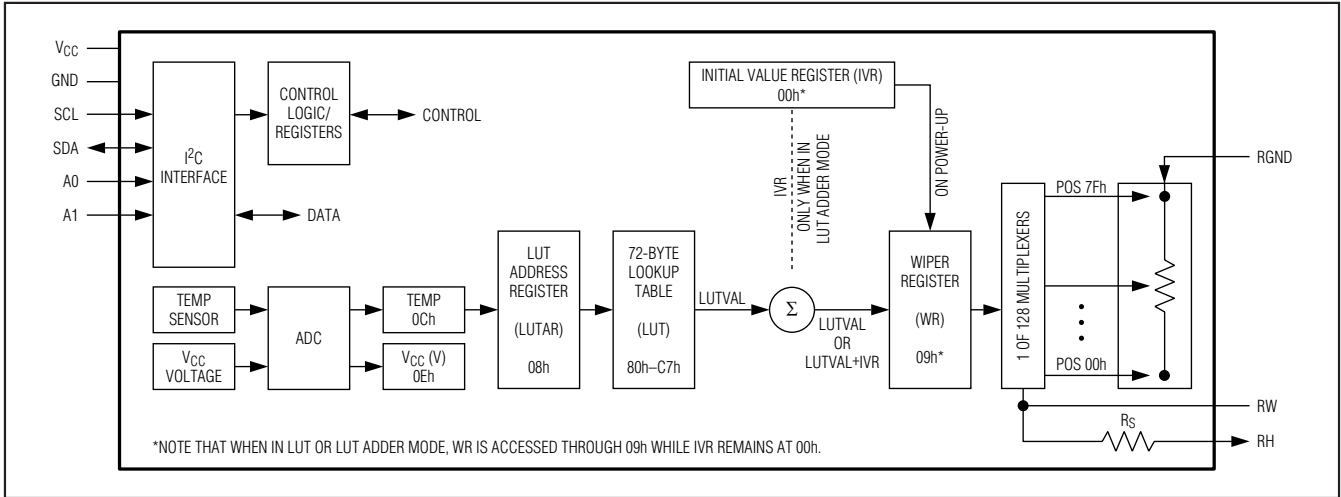 VCC
GND
SCL
SDA
A0
A1
I2C
INTERFACE
CONTROL
LOGIC/
REGISTERS
CONTROL
DATA
TEMP
SENSOR
VCC
VOLTAGE
ADC
TEMP
0Ch
VCC (V)
0Eh
LUT
ADDRESS
REGISTER
(LUTAR)
08h
72-BYTE
LOOKUP
TABLE
(LUT)
80h–C7h
LUTVAL
INITIAL VALUE REGISTER (IVR)
00h*
IVR
ONLY WHEN IN
LUT ADDER MODE
ON POWER-UP
Σ
LUTVAL
OR
LUTVAL+IVR
WIPER
REGISTER
(WR)
09h*
1 OF 128 MULTIPLEXERS
POS 7Fh
POS 00h
RGND
RW
RS
RH
*NOTE THAT WHEN IN LUT OR LUT ADDER MODE, WR IS ACCESSED THROUGH 09h WHILE IVR REMAINS AT 00h.